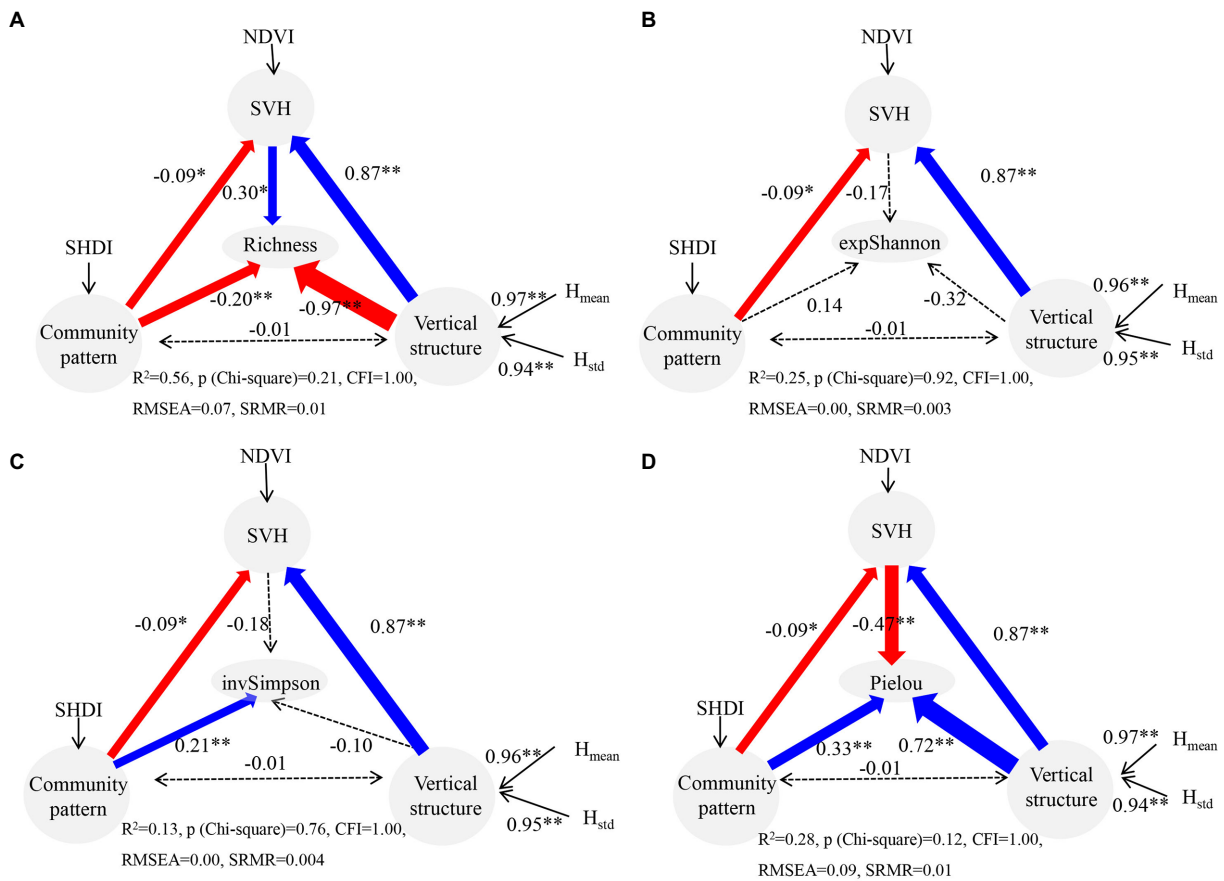 A
NDVI
SVH
-0.09*
0.87**
0.30*
Richness
SHDI
-0.20**
-0.97**
-0.01
Community
pattern
Vertical
structure
0.97**
H_mean
0.94**
H_std
R²=0.56, p (Chi-square)=0.21, CFI=1.00,
RMSEA=0.07, SRMR=0.01
B
NDVI
SVH
-0.09*
-0.17
0.87**
expShannon
SHDI
0.14
-0.32
-0.01
Community
pattern
Vertical
structure
0.96**
H_mean
0.95**
H_std
R²=0.25, p (Chi-square)=0.92, CFI=1.00,
RMSEA=0.00, SRMR=0.003
C
NDVI
SVH
-0.09*
-0.18
0.87**
invSimpson
SHDI
0.21**
-0.10
-0.01
Community
pattern
Vertical
structure
0.96**
H_mean
0.95**
H_std
R²=0.13, p (Chi-square)=0.76, CFI=1.00,
RMSEA=0.00, SRMR=0.004
D
NDVI
SVH
-0.09*
-0.47**
0.87**
Pielou
SHDI
0.33**
0.72**
-0.01
Community
pattern
Vertical
structure
0.97**
H_mean
0.94**
H_std
R²=0.28, p (Chi-square)=0.12, CFI=1.00,
RMSEA=0.09, SRMR=0.01